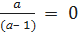 a/(a-1) = 0